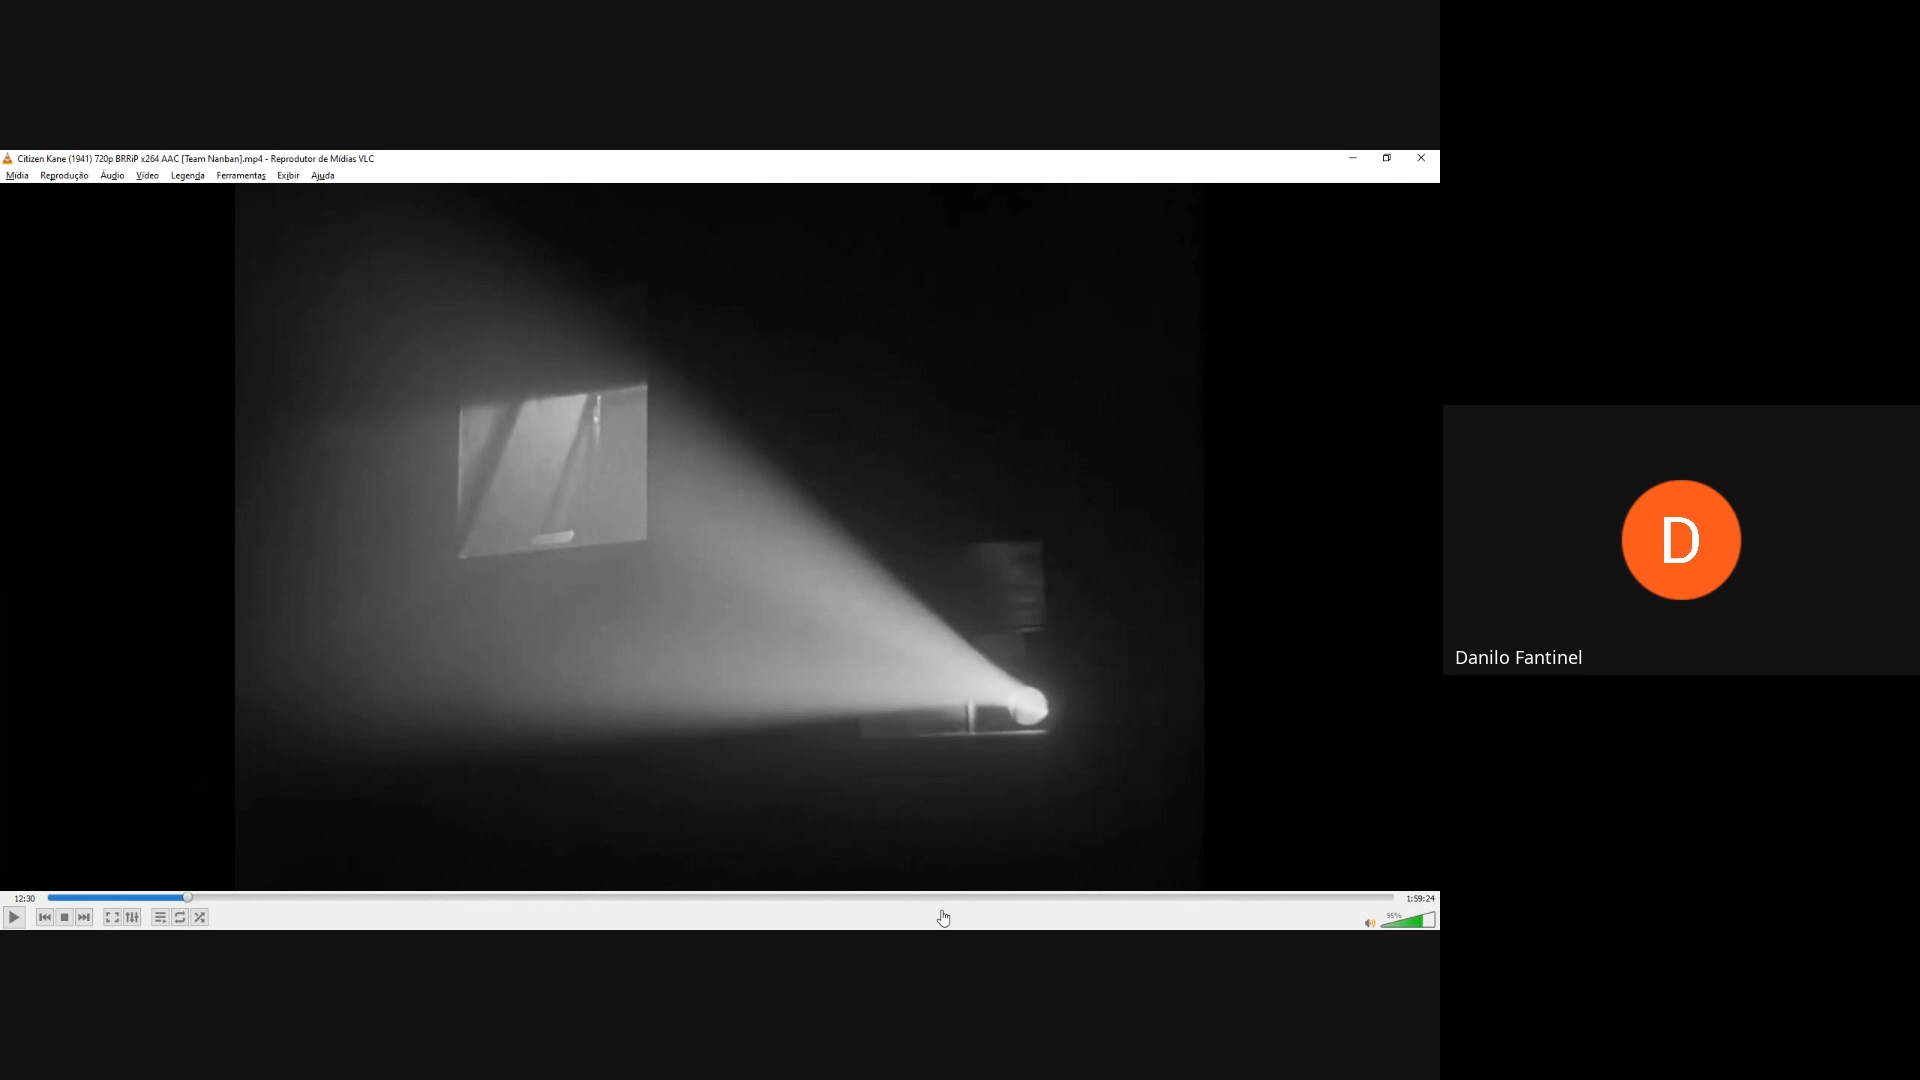 Citizen Kane (1941) 720p BRRiP x264 AAC [Team Nanban].mp4 - Reprodutor de Mídias VLC
Mídia Reprodução Áudio Vídeo Legenda Ferramentas Exibir Ajuda
D
Danilo Fantinel
12:30
1:59:24
95%